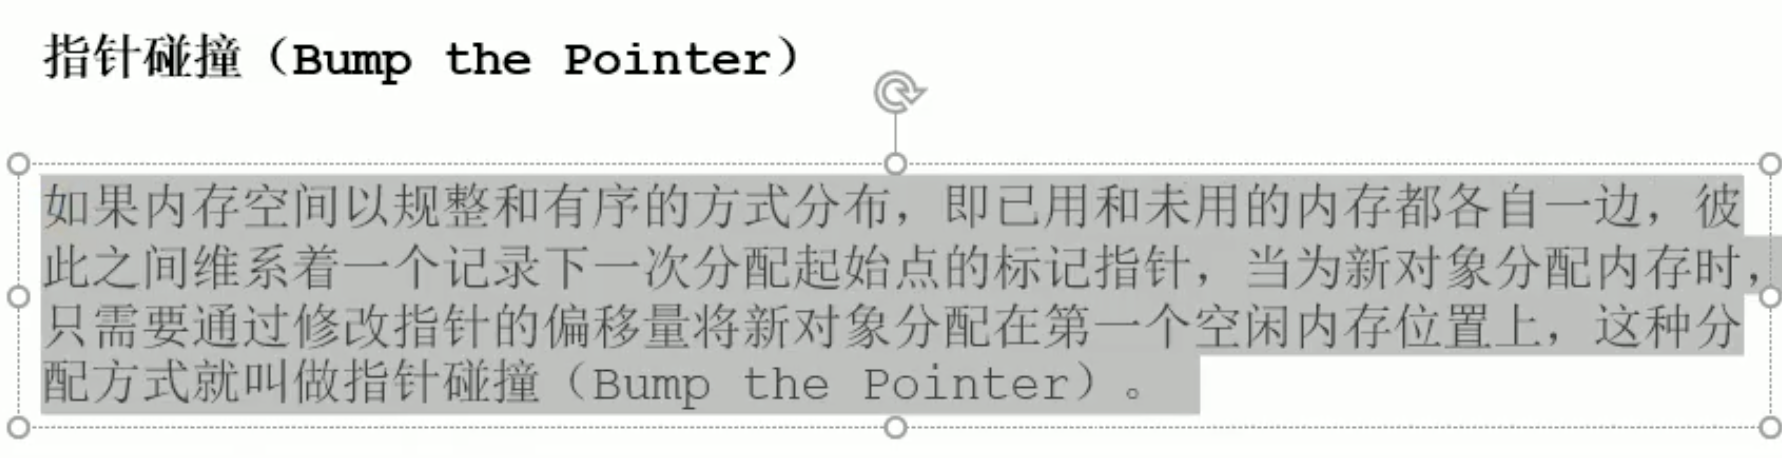 指针碰撞（Bump the Pointer）
如果内存空间以规整和有序的方式分布，即已用和未用的内存都各自一边，彼
此之间维系着一个记录下一次分配起始点的标记指针，当为新对象分配内存时，
只需要通过修改指针的偏移量将新对象分配在第一个空闲内存位置上，这种分
配方式就叫做指针碰撞（Bump the Pointer）。